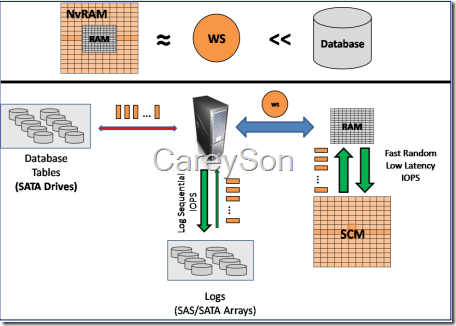 NvRAM
RAM
≈
WS
<<
Database
WS
RAM
Database
Tables
(SATA Drives)
CareySon
Fast Random
Low Latency
IOPS
Log Sequential
IOPS
SCM
Logs
(SAS/SATA Arrays)